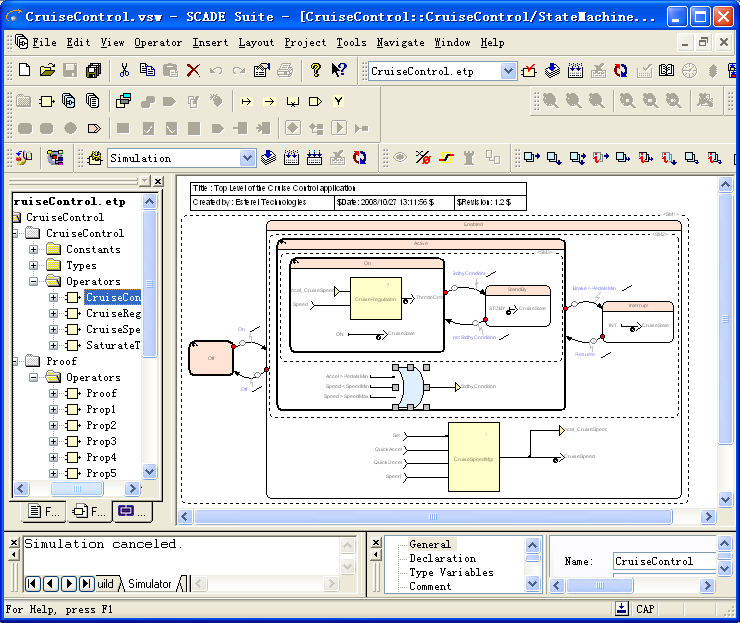 CruiseControl.vsw - SCADE Suite - [CruiseControl::CruiseControl/StateMachine...
File Edit View Operator Insert Layout Project Tools Navigate Window Help
CruiseControl.etp
Simulation
ruiseControl.etp
CruiseControl
CruiseControl
Constants
Types
Operators
CruiseCon
CruiseReg
CruiseSpe
SaturateT
Proof
Operators
Proof
Prop1
Prop2
Prop3
Prop4
Prop5
F...
F...
...
Title : Top Level of the Cruise Control application
Created by : Esterel Technologies
$Date: 2008/10/27 13:11:56 $
$Revision: 1.2 $
<SM1>
Enabled
<SM2>
Active
<SM3>
On
Local_CruiseSpeed
Speed
CruiseRegulation
ThrottleCmd
ON
CruiseState
StdbyCondition
StandBy
STDBY
CruiseState
not StdbyCondition
Brake > PedalsMin
Interrupt
INT
CruiseState
Resume
Off
On
Off
Accel > PedalsMin
Speed < SpeedMin
Speed > SpeedMax
StdbyCondition
Set
QuickAccel
QuickDecel
Speed
CruiseSpeedMgt
Local_CruiseSpeed
CruiseSpeed
Simulation canceled.
uild
Simulator
General
Declaration
Type Variables
Comment
Name:
CruiseControl
For Help, press F1
CAP